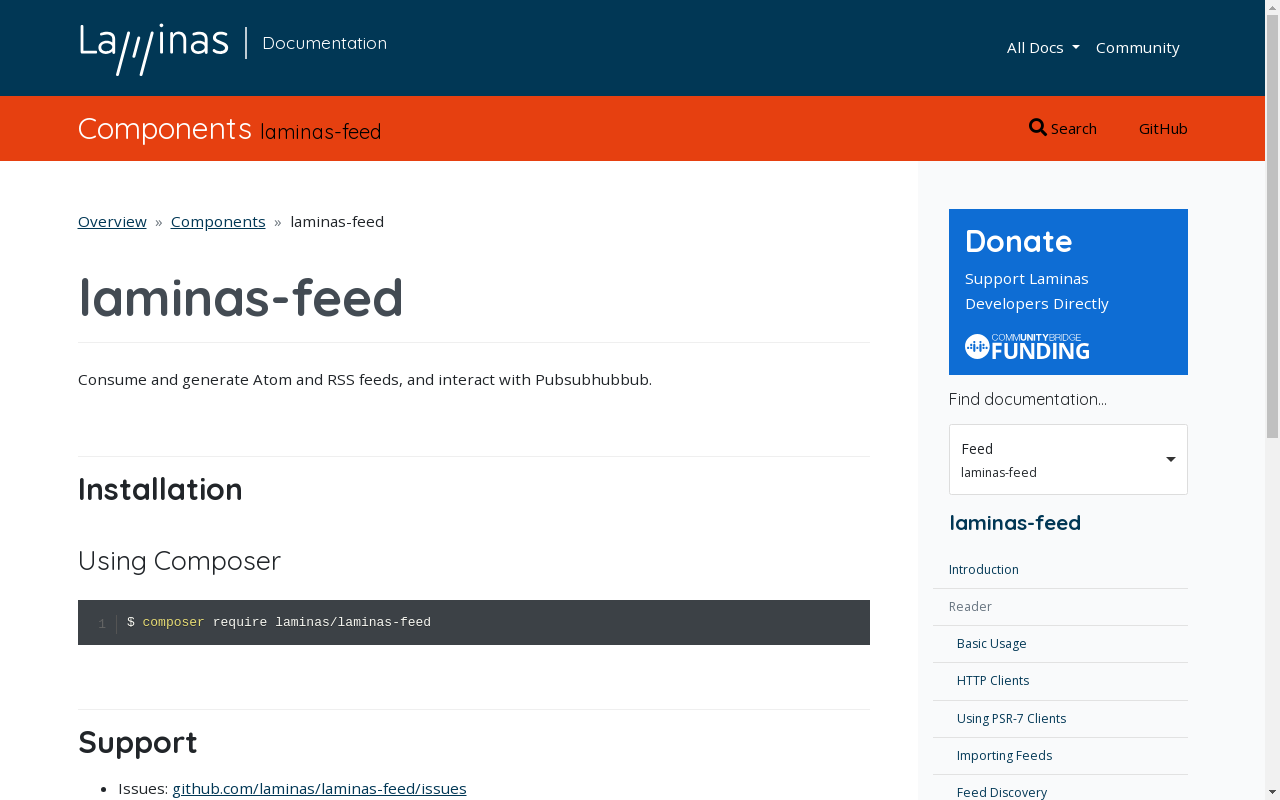 Laminas
Documentation
All Docs
Community
Components laminas-feed
Search
GitHub
Overview » Components » laminas-feed
laminas-feed
Consume and generate Atom and RSS feeds, and interact with Pubsubhubbub.
Installation
Using Composer
1 $ composer require laminas/laminas-feed
Support
Issues: github.com/laminas/laminas-feed/issues
Donate
Support Laminas
Developers Directly
COMMUNITYBRIDGE
FUNDING
Find documentation...
Feed
laminas-feed
laminas-feed
Introduction
Reader
Basic Usage
HTTP Clients
Using PSR-7 Clients
Importing Feeds
Feed Discovery